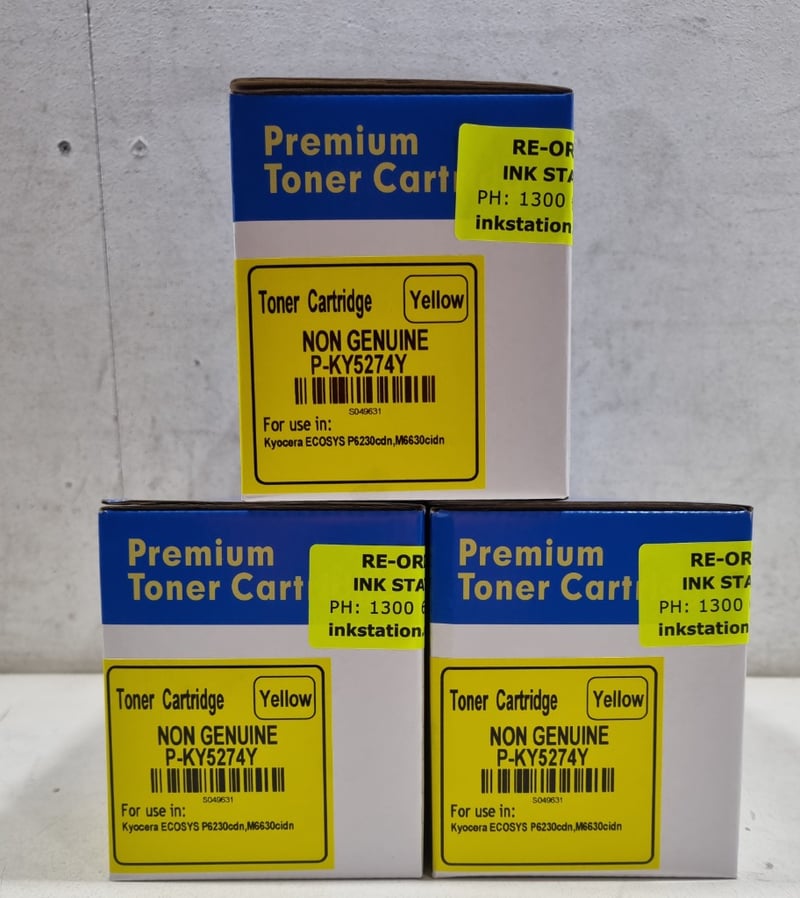 Premium
Toner Cart
RE-OR
INK STA
PH: 1300
inkstation
Toner Cartridge
Yellow
NON GENUINE
P-KY5274Y
S049631
For use in:
Kyocera ECOSYS P6230cdn,M6630cidn
Premium
Toner Cart
RE-OR
INK STA
PH: 1300 6
inkstation.
Toner Cartridge
Yellow
NON GENUINE
P-KY5274Y
S049631
For use in:
Kyocera ECOSYS P6230cdn,M6630cidn
Premium
Toner Cart
RE-OR
INK STA
PH: 1300
inkstation
Toner Cartridge
Yellow
NON GENUINE
P-KY5274Y
S049631
For use in:
Kyocera ECOSYS P6230cdn,M6630cidn